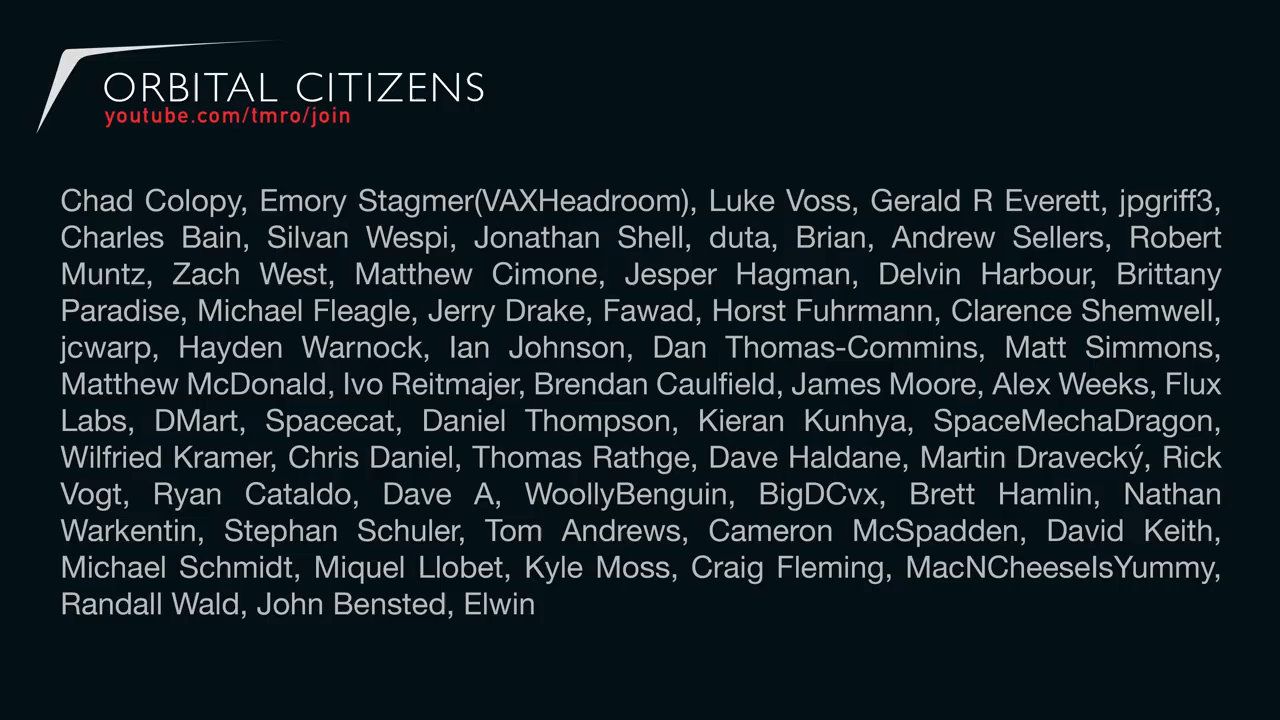 ORBITAL CITIZENS
youtube.com/tmro/join
Chad Colopy, Emory Stagmer(VAXHeadroom), Luke Voss, Gerald R Everett, jpgriff3,
Charles Bain, Silvan Wespi, Jonathan Shell, duta, Brian, Andrew Sellers, Robert
Muntz, Zach West, Matthew Cimone, Jesper Hagman, Delvin Harbour, Brittany
Paradise, Michael Fleagle, Jerry Drake, Fawad, Horst Fuhrmann, Clarence Shemwell,
jcwarp, Hayden Warnock, Ian Johnson, Dan Thomas-Commins, Matt Simmons,
Matthew McDonald, Ivo Reitmajer, Brendan Caulfield, James Moore, Alex Weeks, Flux
Labs, DMart, Spacecat, Daniel Thompson, Kieran Kunhya, SpaceMechaDragon,
Wilfried Kramer, Chris Daniel, Thomas Rathge, Dave Haldane, Martin Dravecký, Rick
Vogt, Ryan Cataldo, Dave A, WoollyBenguin, BigDCvx, Brett Hamlin, Nathan
Warkentin, Stephan Schuler, Tom Andrews, Cameron McSpadden, David Keith,
Michael Schmidt, Miquel Llobet, Kyle Moss, Craig Fleming, MacNCheeseIsYummy,
Randall Wald, John Bensted, Elwin